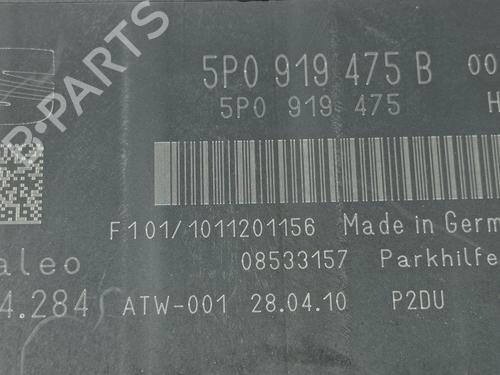 5P0 919 475 B 00
5P0 919 475 H
F101/1011201156 Made in Germ
aleo 08533157 Parkhilfe
4.284 ATW-001 28.04.10 P2DU
B-PARTS